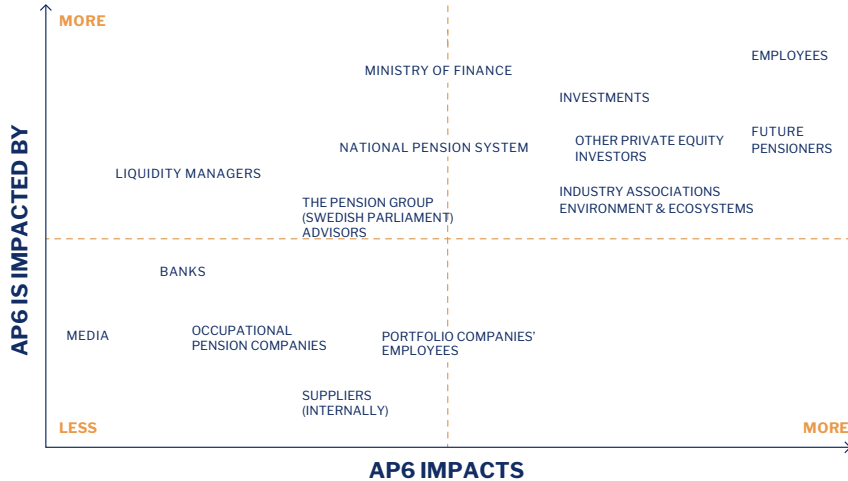 MORE
EMPLOYEES
MINISTRY OF FINANCE
INVESTMENTS
FUTURE
PENSIONERS
OTHER PRIVATE EQUITY
INVESTORS
NATIONAL PENSION SYSTEM
LIQUIDITY MANAGERS
INDUSTRY ASSOCIATIONS
ENVIRONMENT & ECOSYSTEMS
THE PENSION GROUP
(SWEDISH PARLIAMENT)
ADVISORS
AP6 IS IMPACTED BY
BANKS
MEDIA
OCCUPATIONAL
PENSION COMPANIES
PORTFOLIO COMPANIES’
EMPLOYEES
SUPPLIERS
(INTERNALLY)
LESS
MORE
AP6 IMPACTS